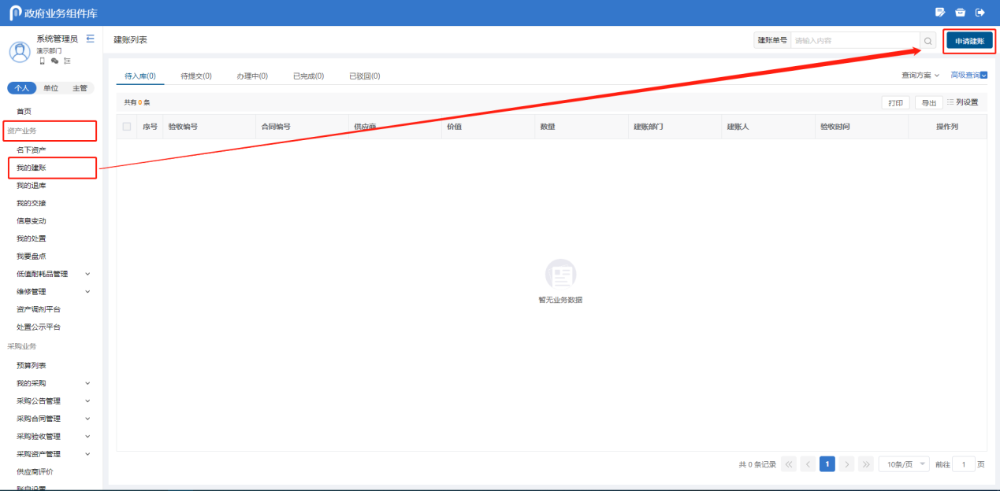 政府业务组件库
系统管理员
演示部门
个人 单位 主管
首页
资产业务
名下资产
我的建账
我的退库
我的交接
信息变动
我的处置
我要盘点
低值耐耗品管理
维修管理
资产调剂平台
处置公示平台
采购业务
预算列表
我的采购
采购公告管理
采购合同管理
采购验收管理
采购资产管理
供应商评价
账户设置
建账列表 建账单号 请输入内容 申请建账
待入库(0) 待提交(0) 办理中(0) 已完成(0) 已驳回(0) 查询方案 高级查询
共有 0 条 打印 导出 列设置
序号 验收编号 合同编号 供应商 价值 数量 建账部门 建账人 验收时间 操作列
暂无业务数据
共 0 条记录 1 10条/页 前往 1 页